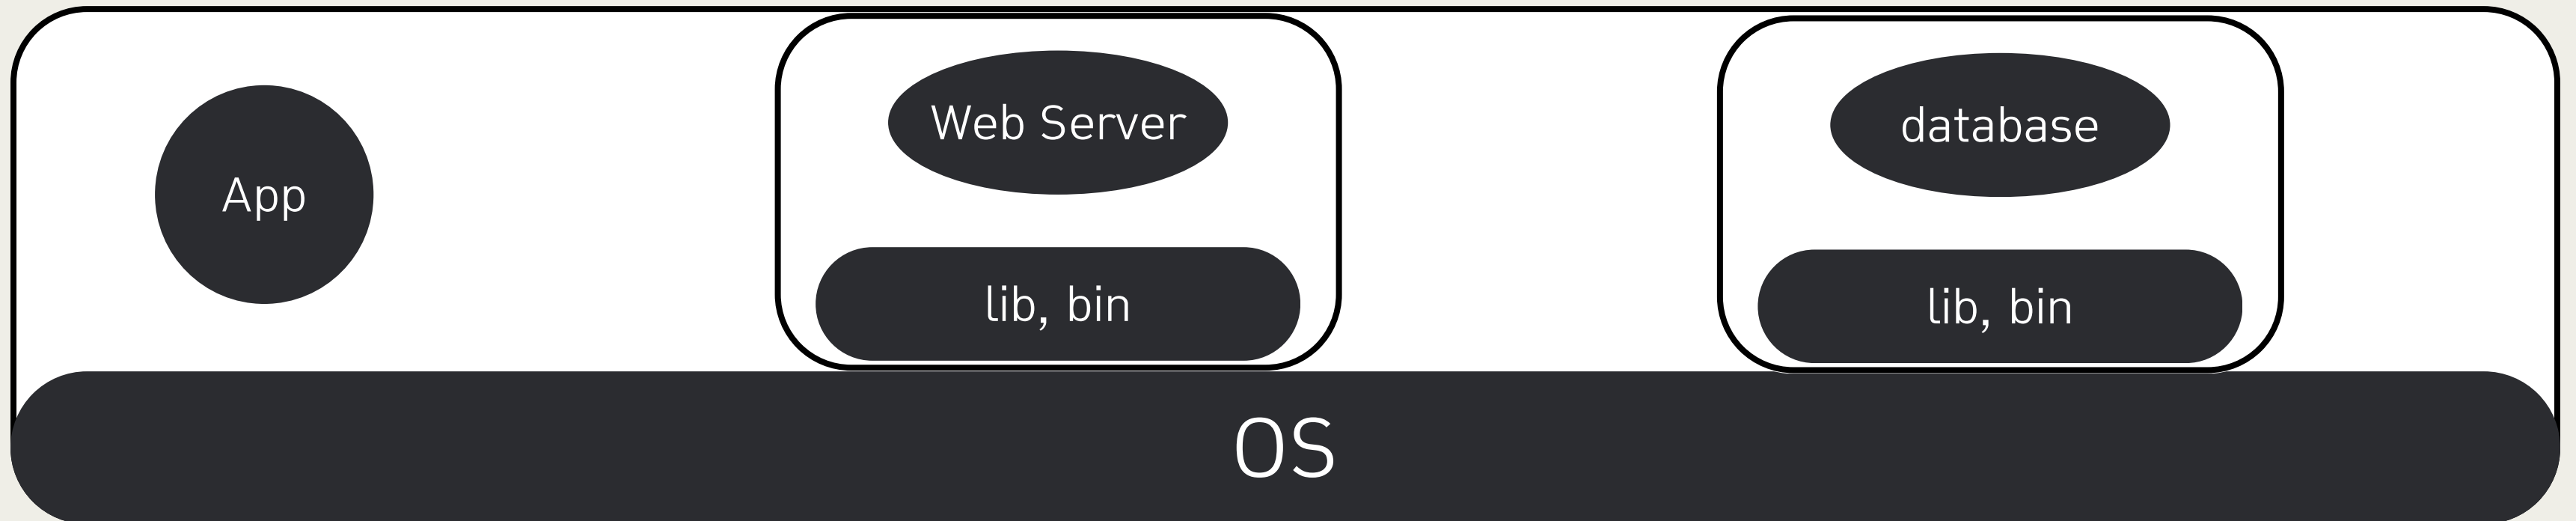 App
Web Server
lib, bin
database
lib, bin
OS